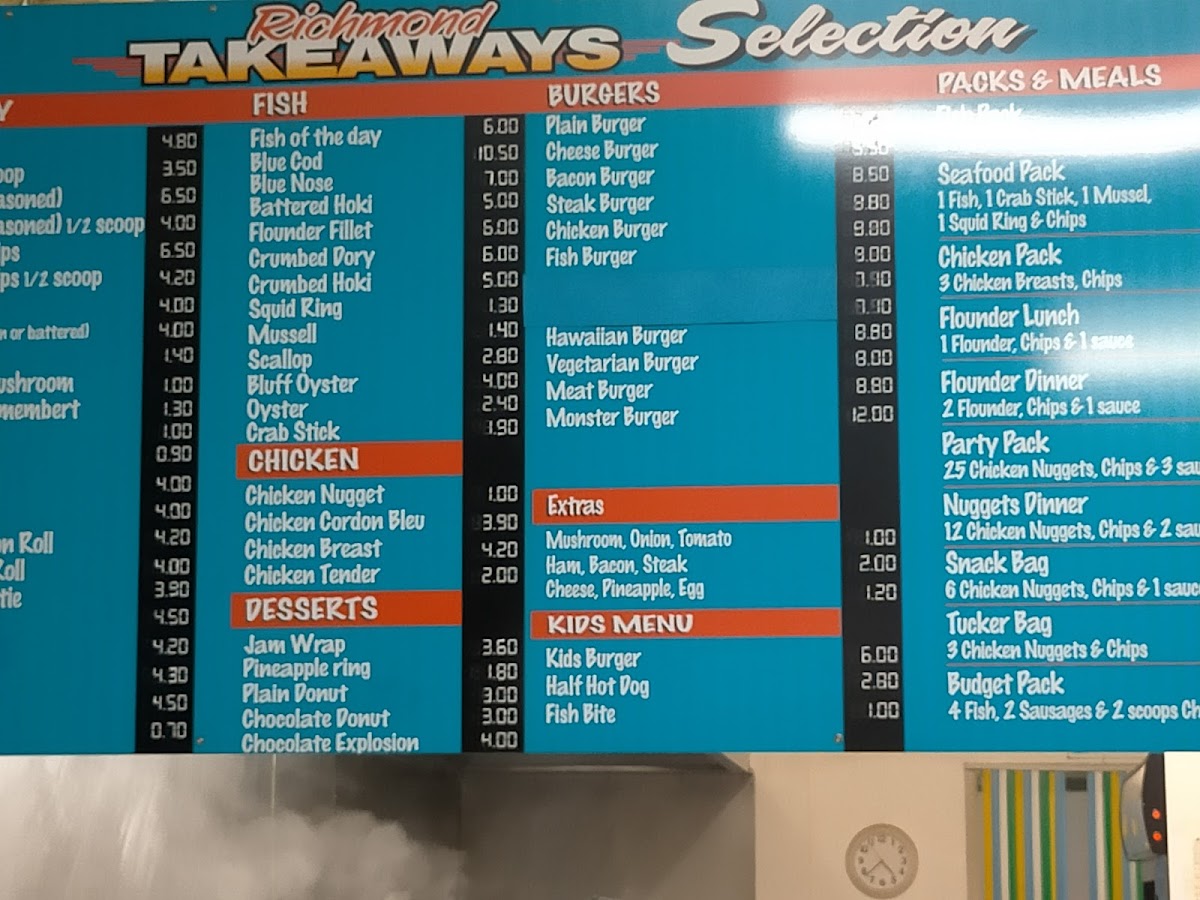 Richmond
TAKEAWAYS Selection
Y
4.80
oop 3.50
asoned) 6.50
asoned) 1/2 scoop 4.00
ips 6.50
ps 1/2 scoop 4.20
4.00
n or battered) 4.00
1.40
ushroom 1.00
amembert 1.30
1.00
0.90
4.00
4.00
on Roll 4.20
Roll 4.00
tie 3.90
4.50
4.20
4.30
4.50
0.70
FISH
Fish of the day 6.00
Blue Cod 10.50
Blue Nose 7.00
Battered Hoki 5.00
Flounder Fillet 6.00
Crumbed Dory 6.00
Crumbed Hoki 5.00
Squid Ring 1.30
Mussell 1.40
Scallop 2.80
Bluff Oyster 4.00
Oyster 2.40
Crab Stick 1.90
CHICKEN
Chicken Nugget 1.00
Chicken Cordon Bleu 3.90
Chicken Breast 4.20
Chicken Tender 2.00
DESSERTS
Jam Wrap 3.60
Pineapple ring 1.80
Plain Donut 3.00
Chocolate Donut 3.00
Chocolate Explosion 4.00
BURGERS
Plain Burger
Cheese Burger
Bacon Burger 8.50
Steak Burger 9.80
Chicken Burger
Fish Burger 9.00
7.90
7.90
Hawaiian Burger 8.80
Vegetarian Burger 8.00
Meat Burger 8.80
Monster Burger 12.00
Extras
Mushroom, Onion, Tomato 1.00
Ham, Bacon, Steak 2.00
Cheese, Pineapple, Egg 1.20
KIDS MENU
Kids Burger 6.00
Half Hot Dog 2.80
Fish Bite 1.00
PACKS & MEALS
Fish Pack
Seafood Pack
1 Fish, 1 Crab Stick, 1 Mussel,
1 Squid Ring & Chips
Chicken Pack
3 Chicken Breasts, Chips
Flounder Lunch
1 Flounder, Chips & 1 sauce
Flounder Dinner
2 Flounder, Chips & 1 sauce
Party Pack
25 Chicken Nuggets, Chips & 3 sau
Nuggets Dinner
12 Chicken Nuggets, Chips & 2 sau
Snack Bag
6 Chicken Nuggets, Chips & 1 sauce
Tucker Bag
3 Chicken Nuggets & Chips
Budget Pack
4 Fish, 2 Sausages & 2 scoops Ch